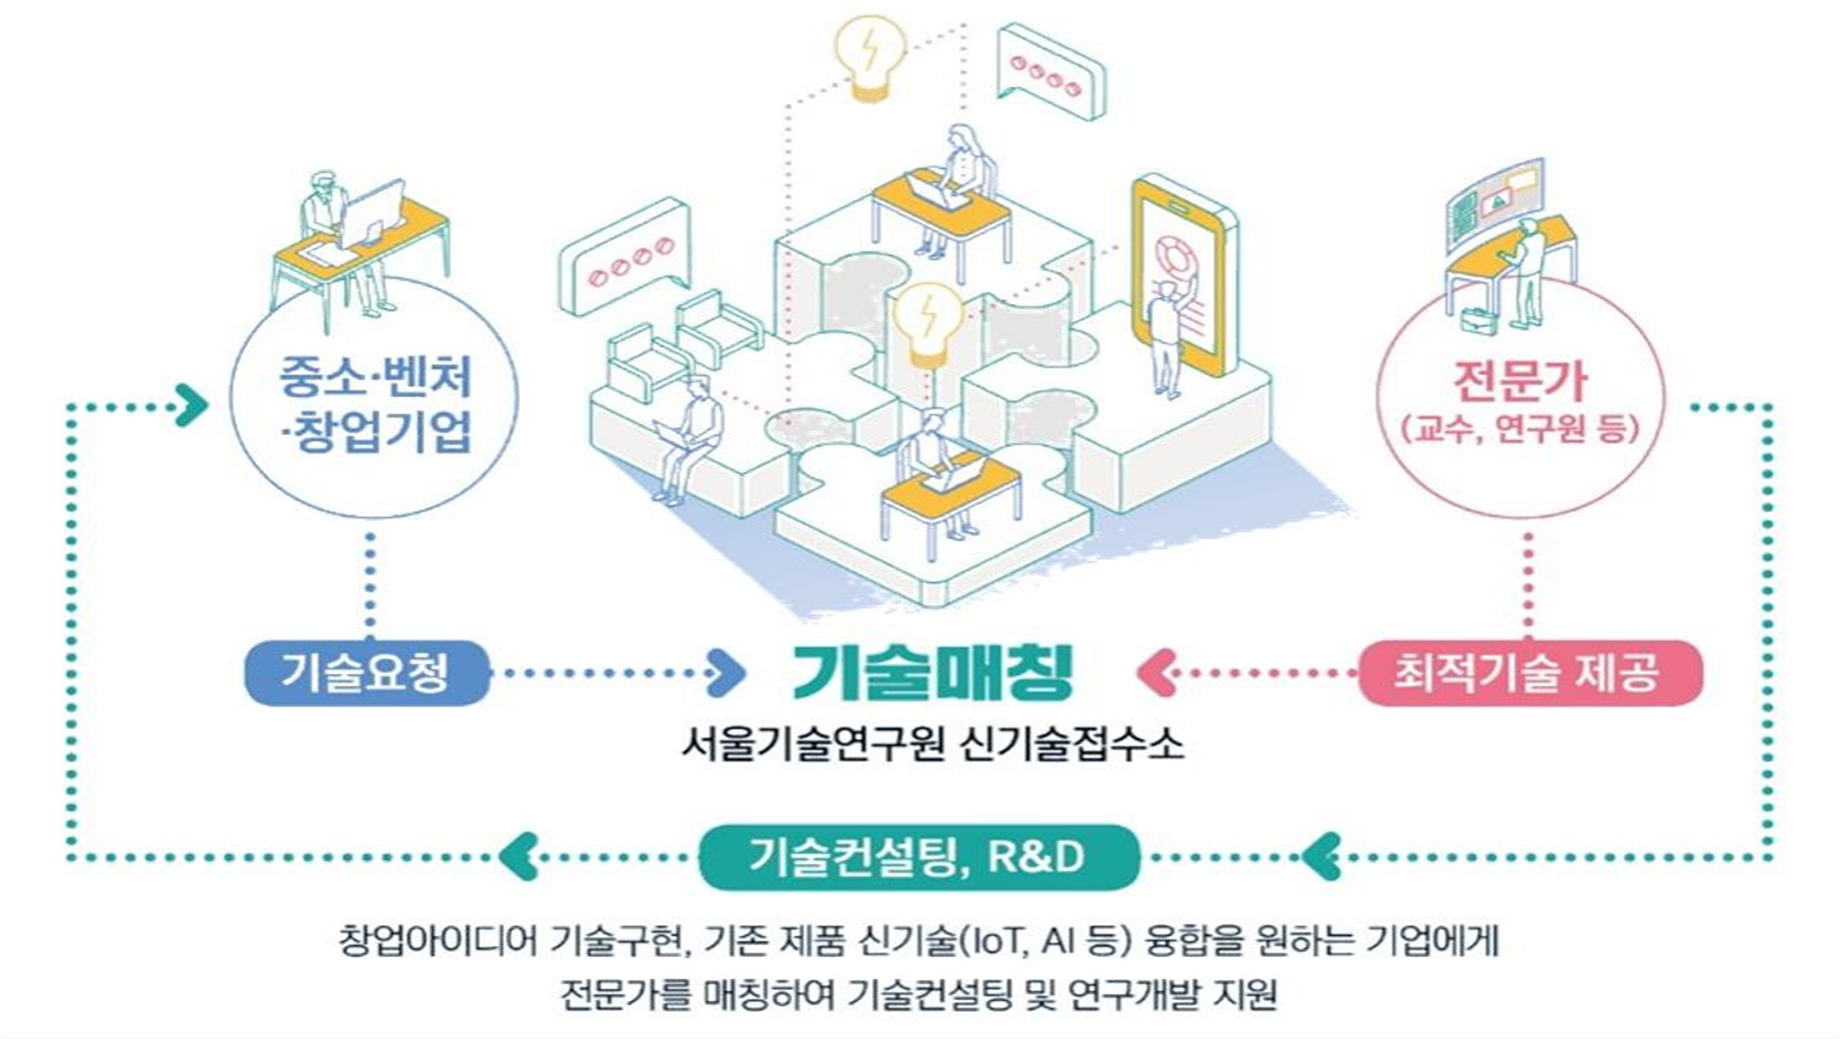 중소·벤처
·창업기업
전문가
(교수, 연구원 등)
기술요청
기술매칭
최적기술 제공
서울기술연구원 신기술접수소
기술컨설팅, R&D
창업아이디어 기술구현, 기존 제품 신기술(IoT, AI 등) 융합을 원하는 기업에게
전문가를 매칭하여 기술컨설팅 및 연구개발 지원